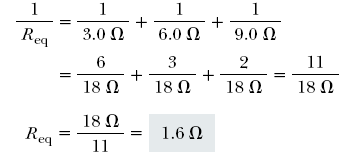 1/R_eq = 1/3.0 Ω + 1/6.0 Ω + 1/9.0 Ω
= 6/18 Ω + 3/18 Ω + 2/18 Ω = 11/18 Ω
R_eq = 18 Ω/11 = 1.6 Ω